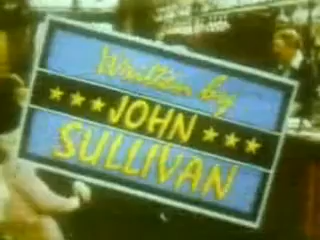 Written by
★★★ JOHN ★★★
SULLIVAN